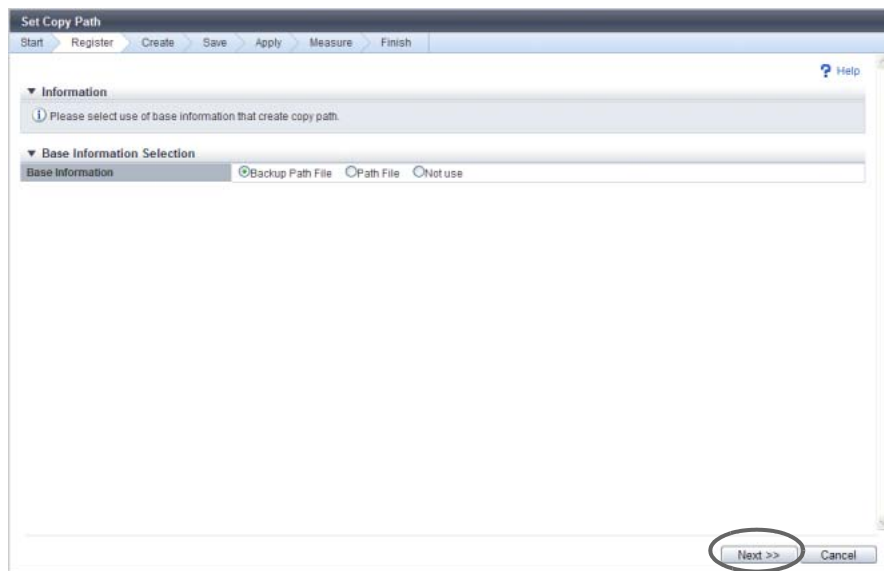 Set Copy Path
Start Register Create Save Apply Measure Finish
? Help
▼ Information
i Please select use of base information that create copy path.
▼ Base Information Selection
Base Information Backup Path File Path File Not use
Next >> Cancel